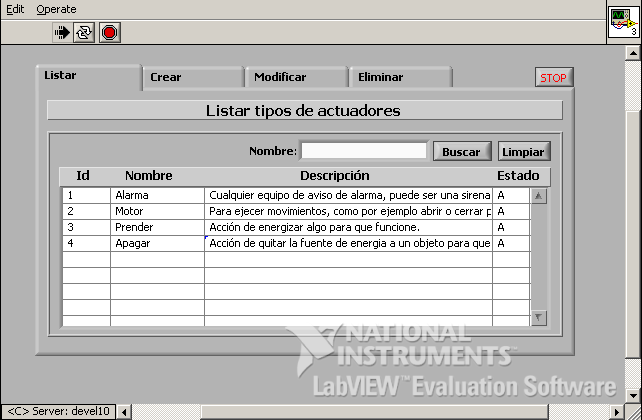 Edit Operate
3
Listar Crear Modificar Eliminar STOP
Listar tipos de actuadores
Nombre: Buscar Limpiar
Id Nombre Descripción Estado
1 Alarma Cualquier equipo de aviso de alarma, puede ser una sirena A
2 Motor Para ejecer movimientos, como por ejemplo abrir o cerrar p A
3 Prender Acción de energizar algo para que funcione. A
4 Apagar Acción de quitar la fuente de energia a un objeto para que A
NATIONAL
INSTRUMENTS
LabVIEW™ Evaluation Software
<C> Server: devel10